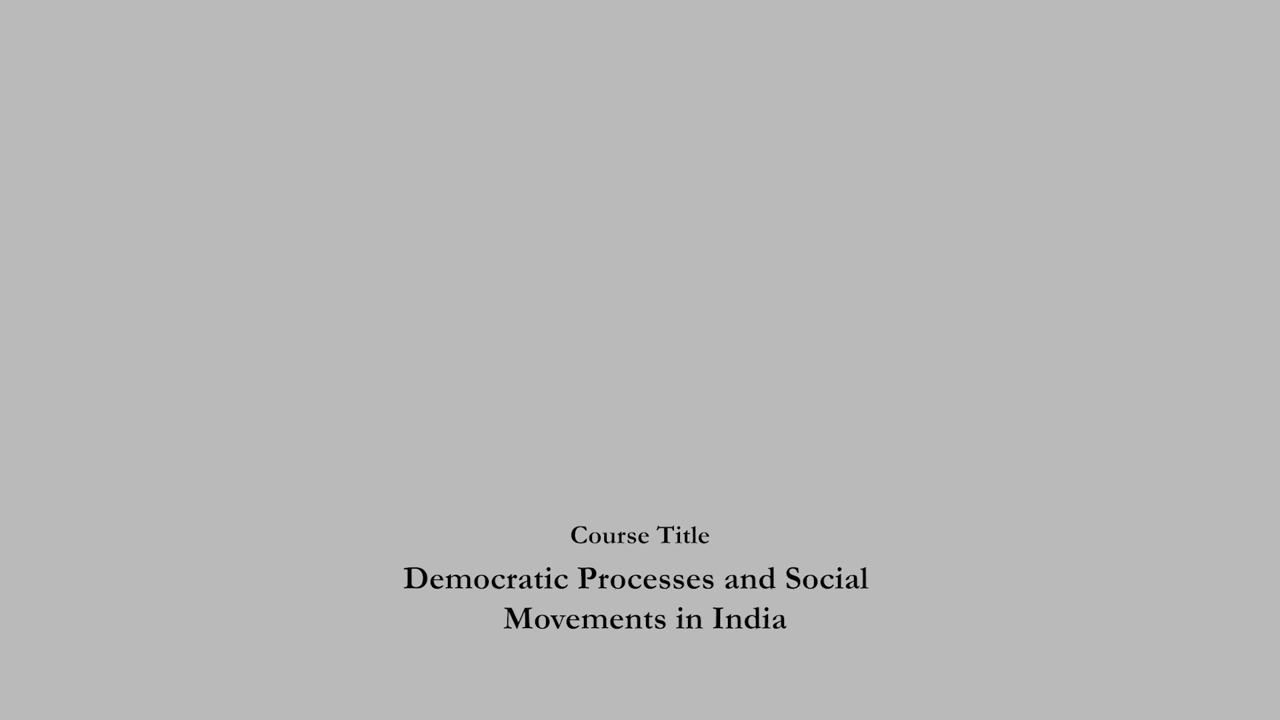 Course Title
Democratic Processes and Social
Movements in India